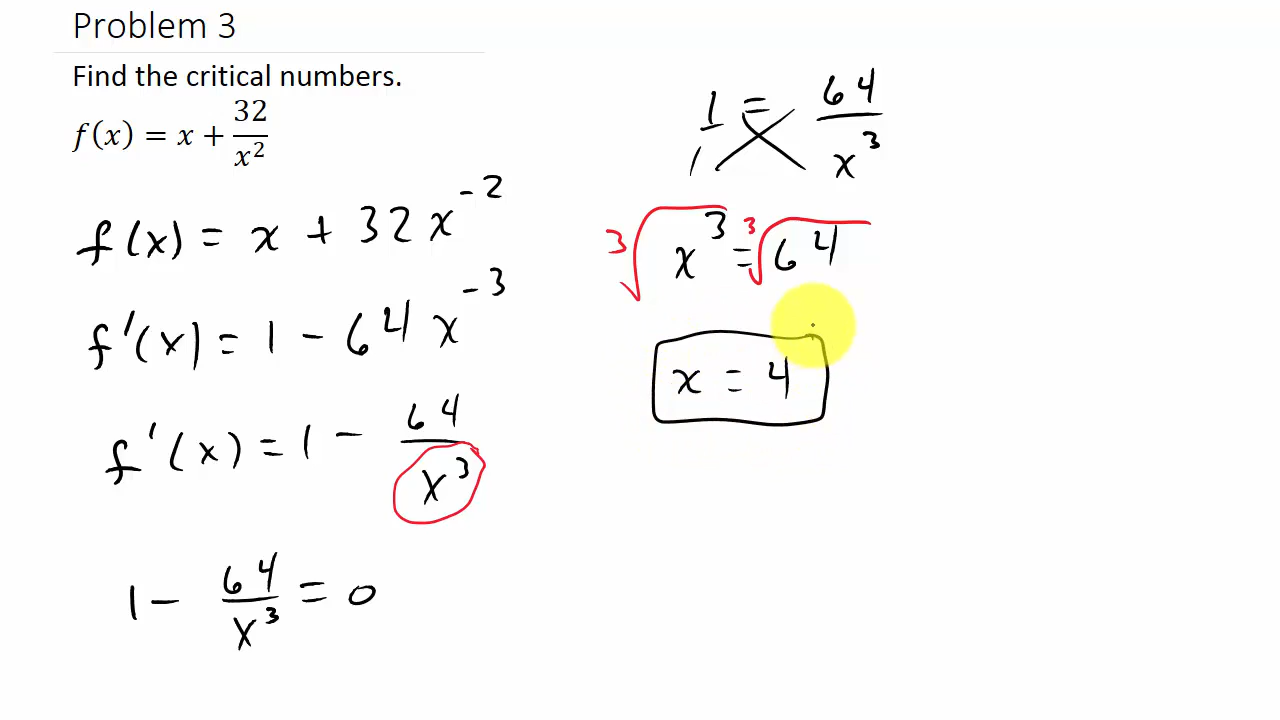 Problem 3
Find the critical numbers.
f(x) = x + 32/x²
f(x) = x + 32x⁻²
f'(x) = 1 - 64x⁻³
f'(x) = 1 - 64/x³
1 - 64/x³ = 0
1/1 = 64/x³
∛x³ = ∛64
x = 4